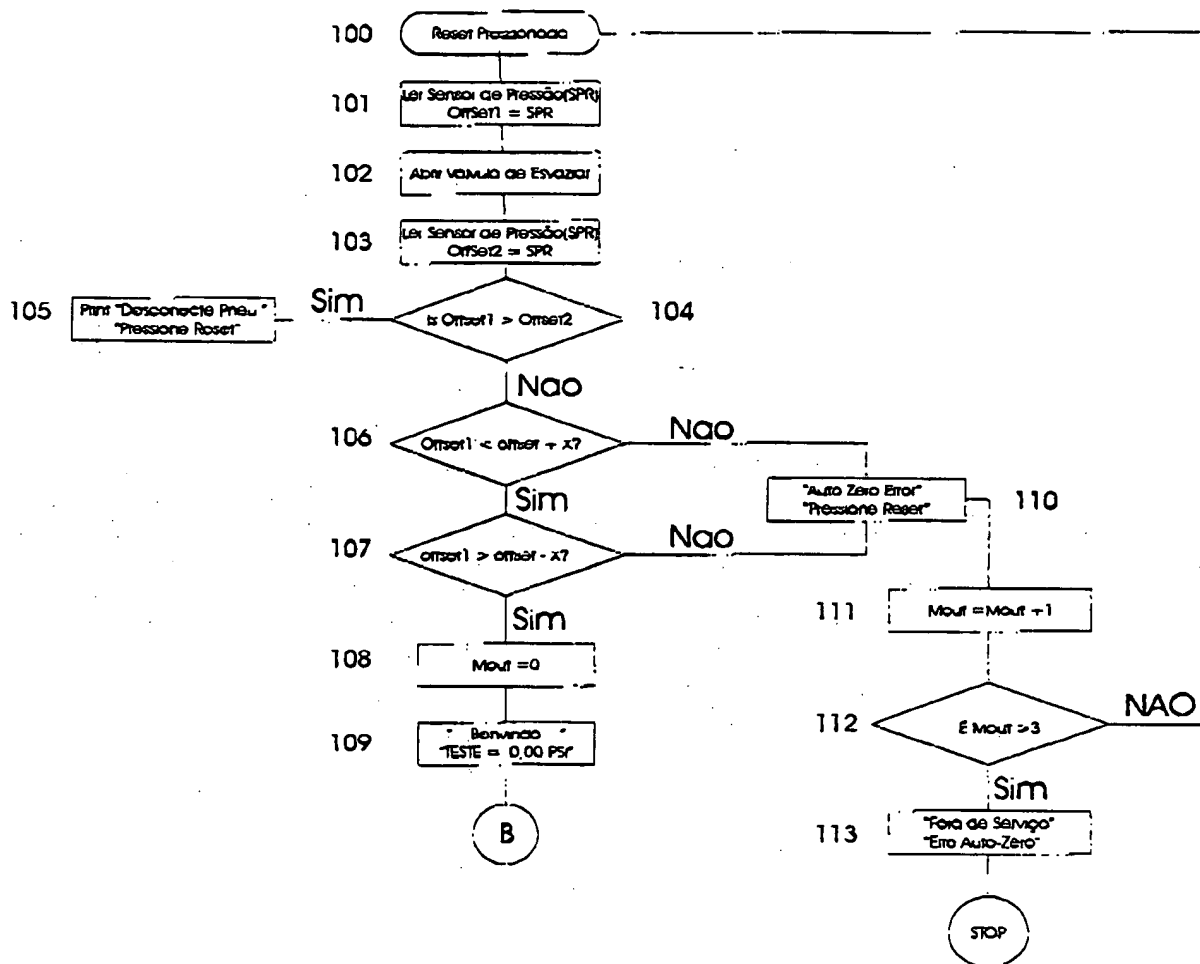 100
Reset Pressionado
101
Ler Sensor de Pressão(SPR)
OffSet1 = SPR
102
Abrir Valvula de Esvaziar
103
Ler Sensor de Pressão(SPR)
OffSet2 = SPR
105
Print "Desconecte Pneu"
"Pressione Reset"
Sim
Is Offset1 > Offset2
104
Nao
106
Offset1 < offset + X?
Nao
"Auto Zero Error"
"Pressione Reset"
110
Sim
107
offset1 > offset - X?
Nao
111
Mout =Mout +1
Sim
108
Mout =0
112
É Mout >3
NAO
109
" Benvindo "
"TESTE = 0.00 PSI"
Sim
B
113
"Fora de Serviço"
"Erro Auto-Zero"
STOP